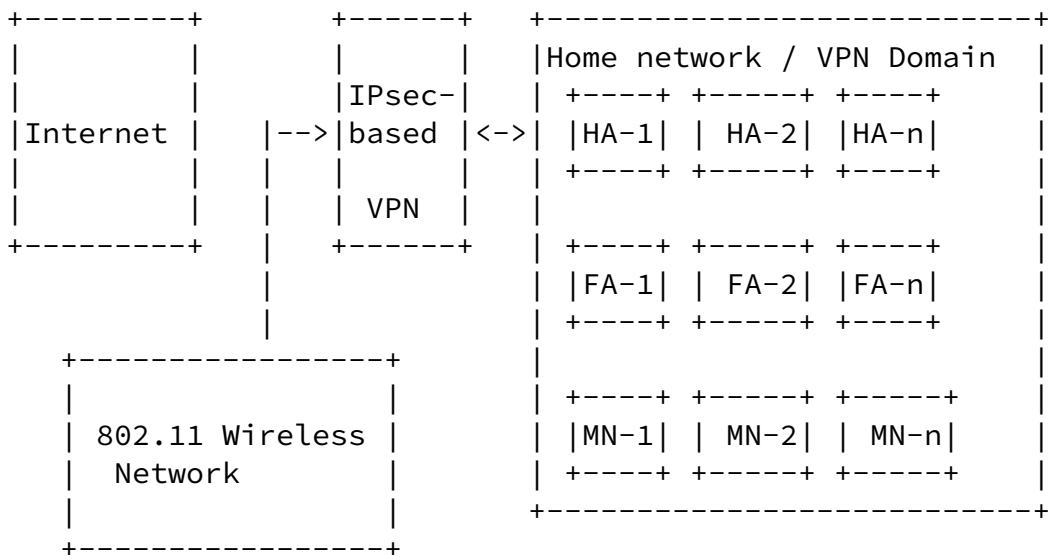 Home network / VPN Domain
IPsec-
Internet |-->based <-> HA-1 HA-2 HA-n
VPN
FA-1 FA-2 FA-n
802.11 Wireless MN-1 MN-2 MN-n
Network